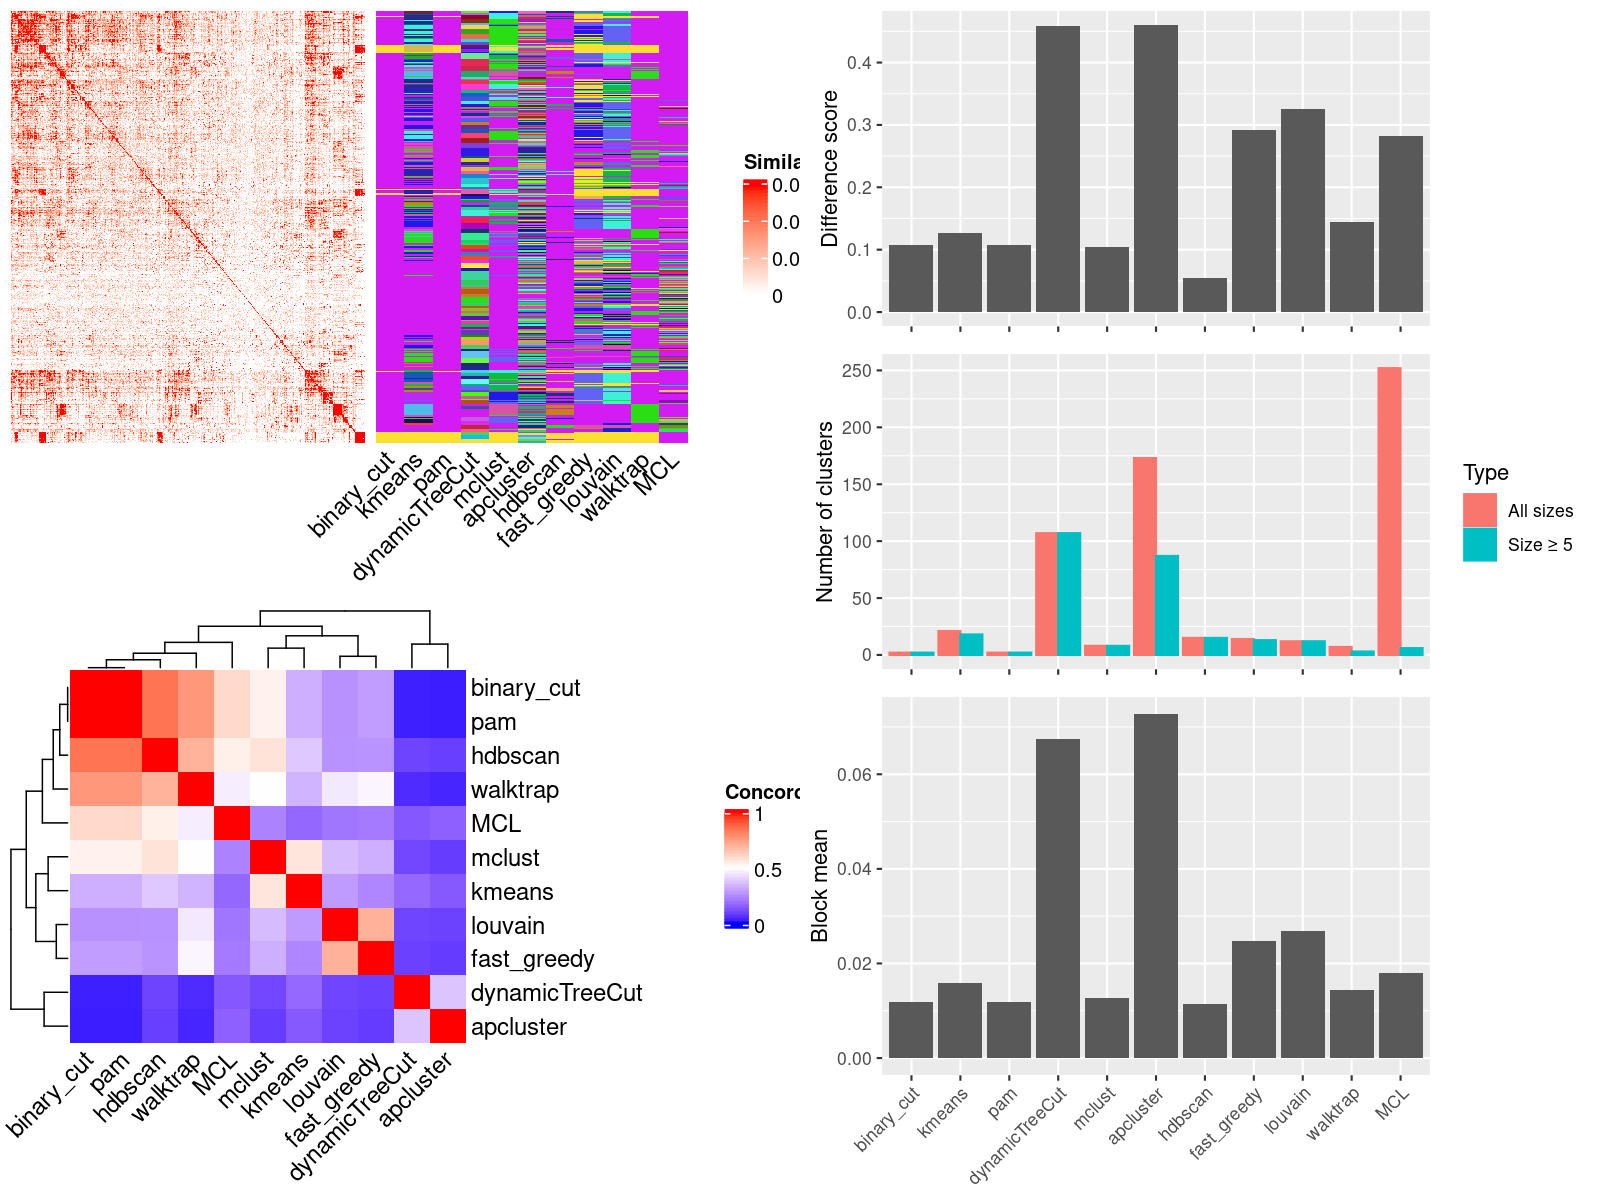 Simila
0.0
0.0
0.0
0
binary_cut
kmeans
pam
dynamicTreeCut
mclust
apcluster
hdbscan
fast_greedy
louvain
walktrap
MCL
binary_cut
pam
hdbscan
walktrap
MCL
mclust
kmeans
louvain
fast_greedy
dynamicTreeCut
apcluster
binary_cut
pam
hdbscan
walktrap
MCL
mclust
kmeans
louvain
fast_greedy
dynamicTreeCut
apcluster
Concord
1
0.5
0
Difference score
0.4
0.3
0.2
0.1
0.0
Number of clusters
250
200
150
100
50
0
Type
All sizes
Size ≥ 5
Block mean
0.06
0.04
0.02
0.00
binary_cut
kmeans
pam
dynamicTreeCut
mclust
apcluster
hdbscan
fast_greedy
louvain
walktrap
MCL